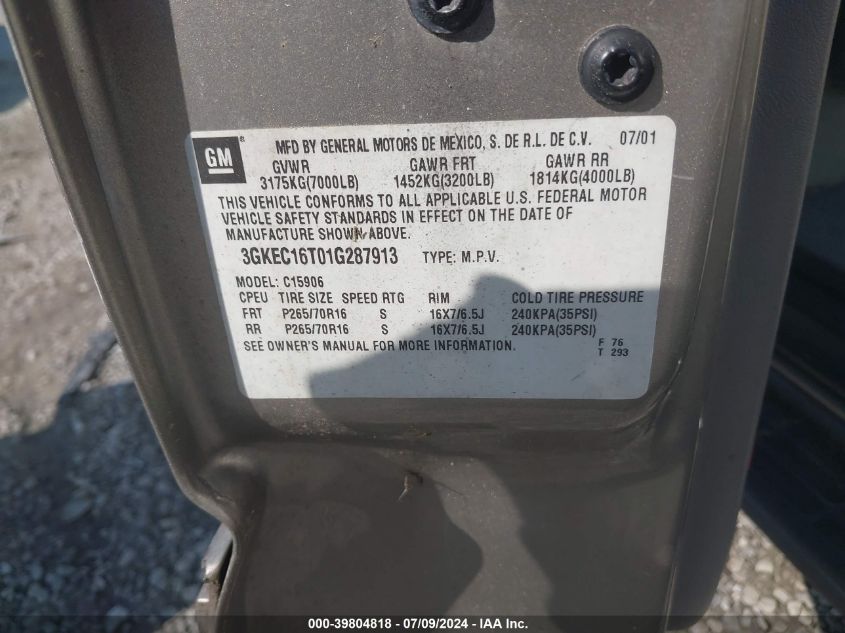 GM ® MFD BY GENERAL MOTORS DE MEXICO, S. DE R.L. DE C.V. 07/01
GVWR GAWR FRT GAWR RR
3175KG(7000LB) 1452KG(3200LB) 1814KG(4000LB)
THIS VEHICLE CONFORMS TO ALL APPLICABLE U.S. FEDERAL MOTOR
VEHICLE SAFETY STANDARDS IN EFFECT ON THE DATE OF
MANUFACTURE SHOWN ABOVE.
3GKEC16T01G287913 TYPE: M.P.V.
MODEL: C15906
CPEU TIRE SIZE SPEED RTG RIM COLD TIRE PRESSURE
FRT P265/70R16 S 16X7/6.5J 240KPA(35PSI)
RR P265/70R16 S 16X7/6.5J 240KPA(35PSI)
SEE OWNER'S MANUAL FOR MORE INFORMATION. F 76
T 293
000-39804818 - 07/09/2024 - IAA Inc.